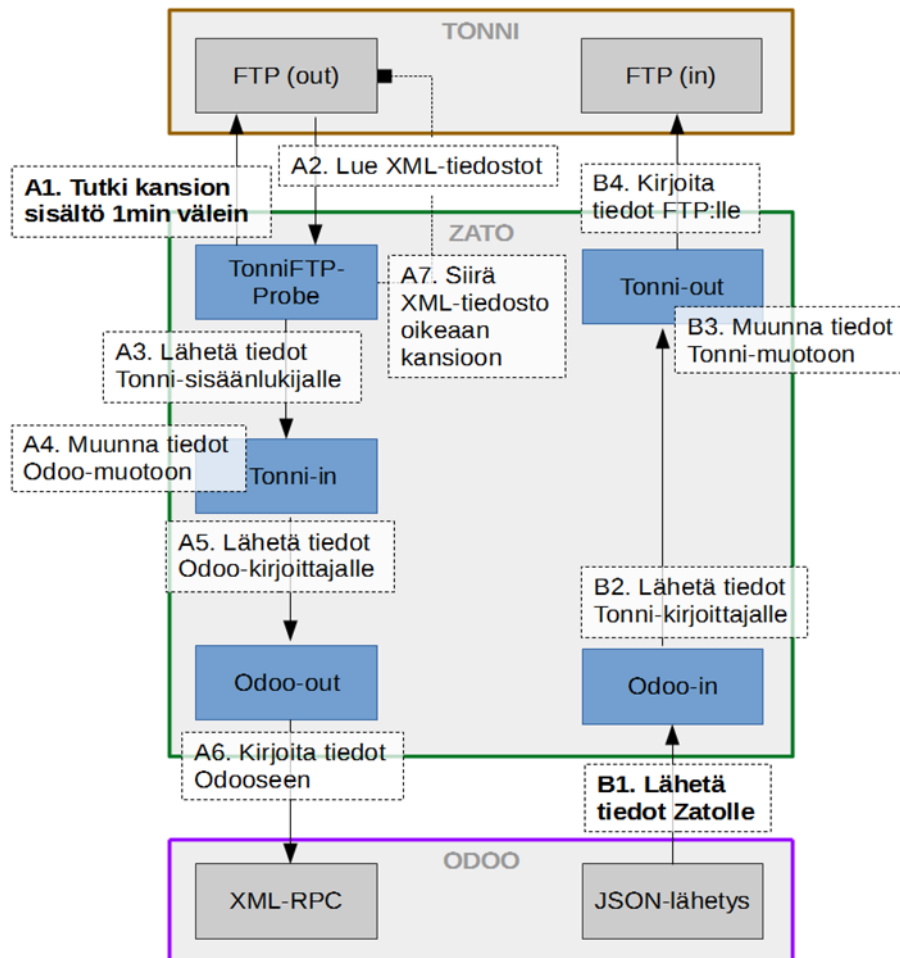 TONNI
FTP (out)
FTP (in)
A2. Lue XML-tiedostot
A1. Tutki kansion
sisältö 1min välein
B4. Kirjoita
tiedot FTP:lle
ZATO
TonniFTP-
Probe
A7. Siirä
XML-tiedosto
oikeaan
kansioon
Tonni-out
B3. Muunna tiedot
Tonni-muotoon
A3. Lähetä tiedot
Tonni-sisäänlukijalle
A4. Muunna tiedot
Odoo-muotoon
Tonni-in
A5. Lähetä tiedot
Odoo-kirjoittajalle
B2. Lähetä tiedot
Tonni-kirjoittajalle
Odoo-out
Odoo-in
A6. Kirjoita tiedot
Odooseen
B1. Lähetä
tiedot Zatolle
ODOO
XML-RPC
JSON-lähetys